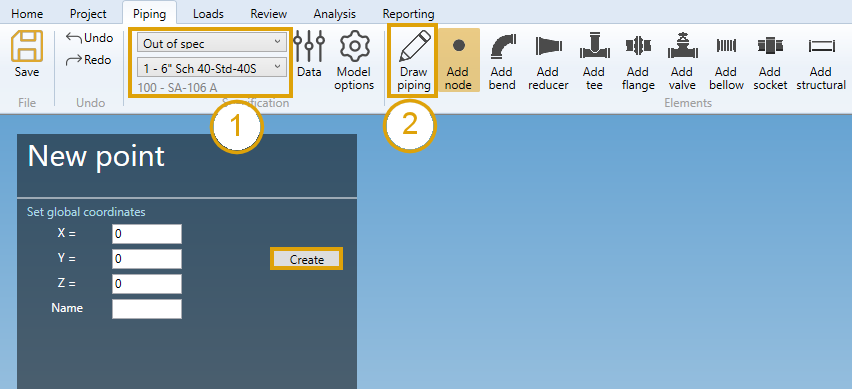 Home Project Piping Loads Review Analysis Reporting
Save
Undo
Redo
File
Undo
Out of spec
1 - 6" Sch 40-Std-40S
100 - SA-106 A
Data
Model options
1
Draw piping
2
Add node
Add bend
Add reducer
Add tee
Add flange
Add valve
Add bellow
Add socket
Add structural
Elements
New point
Set global coordinates
X = 0
Y = 0
Create
Z = 0
Name